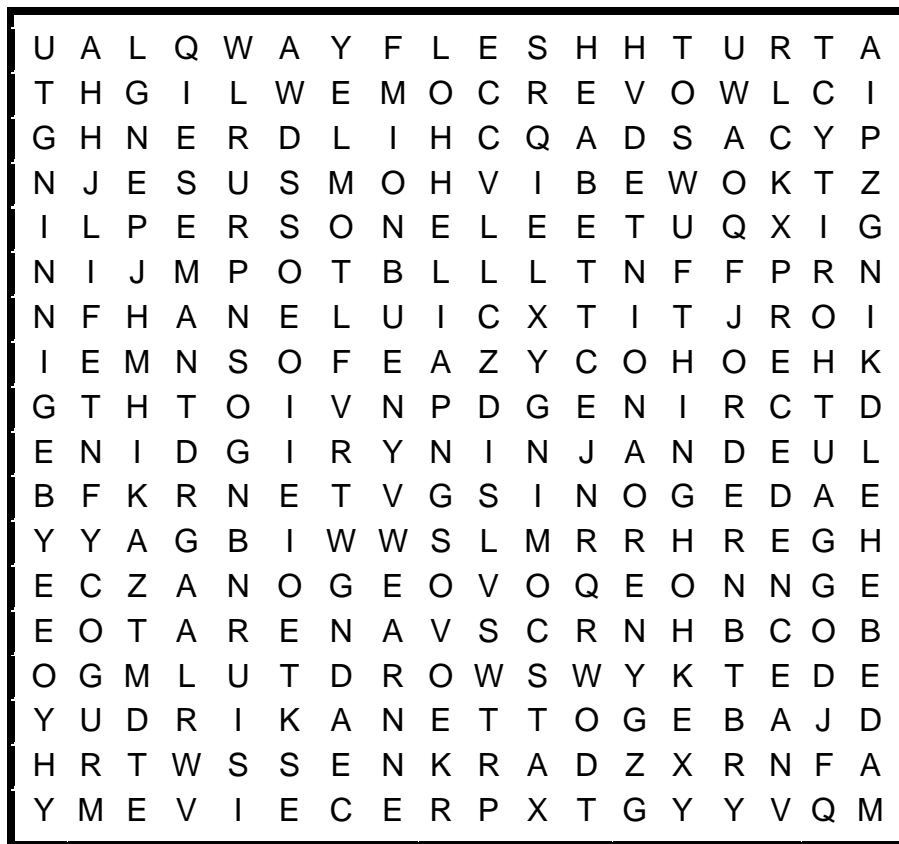 U A L Q W A Y F L E S H H T U R T A
T H G I L W E M O C R E V O W L C I
G H N E R D L I H C Q A D S A C Y P
N J E S U S M O H V I B E W O K T Z
I L P E R S O N E L E E T U Q X I G
N I J M P O T B L L L T N F F P R N
N F H A N E L U I C X T I T J R O I
I E M N S O F E A Z Y C O H O E H K
G T H T O I V N P D G E N I R C T D
E N I D G I R Y N I N J A N D E U L
B F K R N E T V G S I N O G E D A E
Y Y A G B I W W S L M R R H R E G H
E C Z A N O G E O V O Q E O N N G E
E O T A R E N A V S C R N H B C O B
O G M L U T D R O W S W Y K T E D E
Y U D R I K A N E T T O G E B A J D
H R T W S S E N K R A D Z X R N F A
Y M E V I E C E R P X T G Y Y V Q M